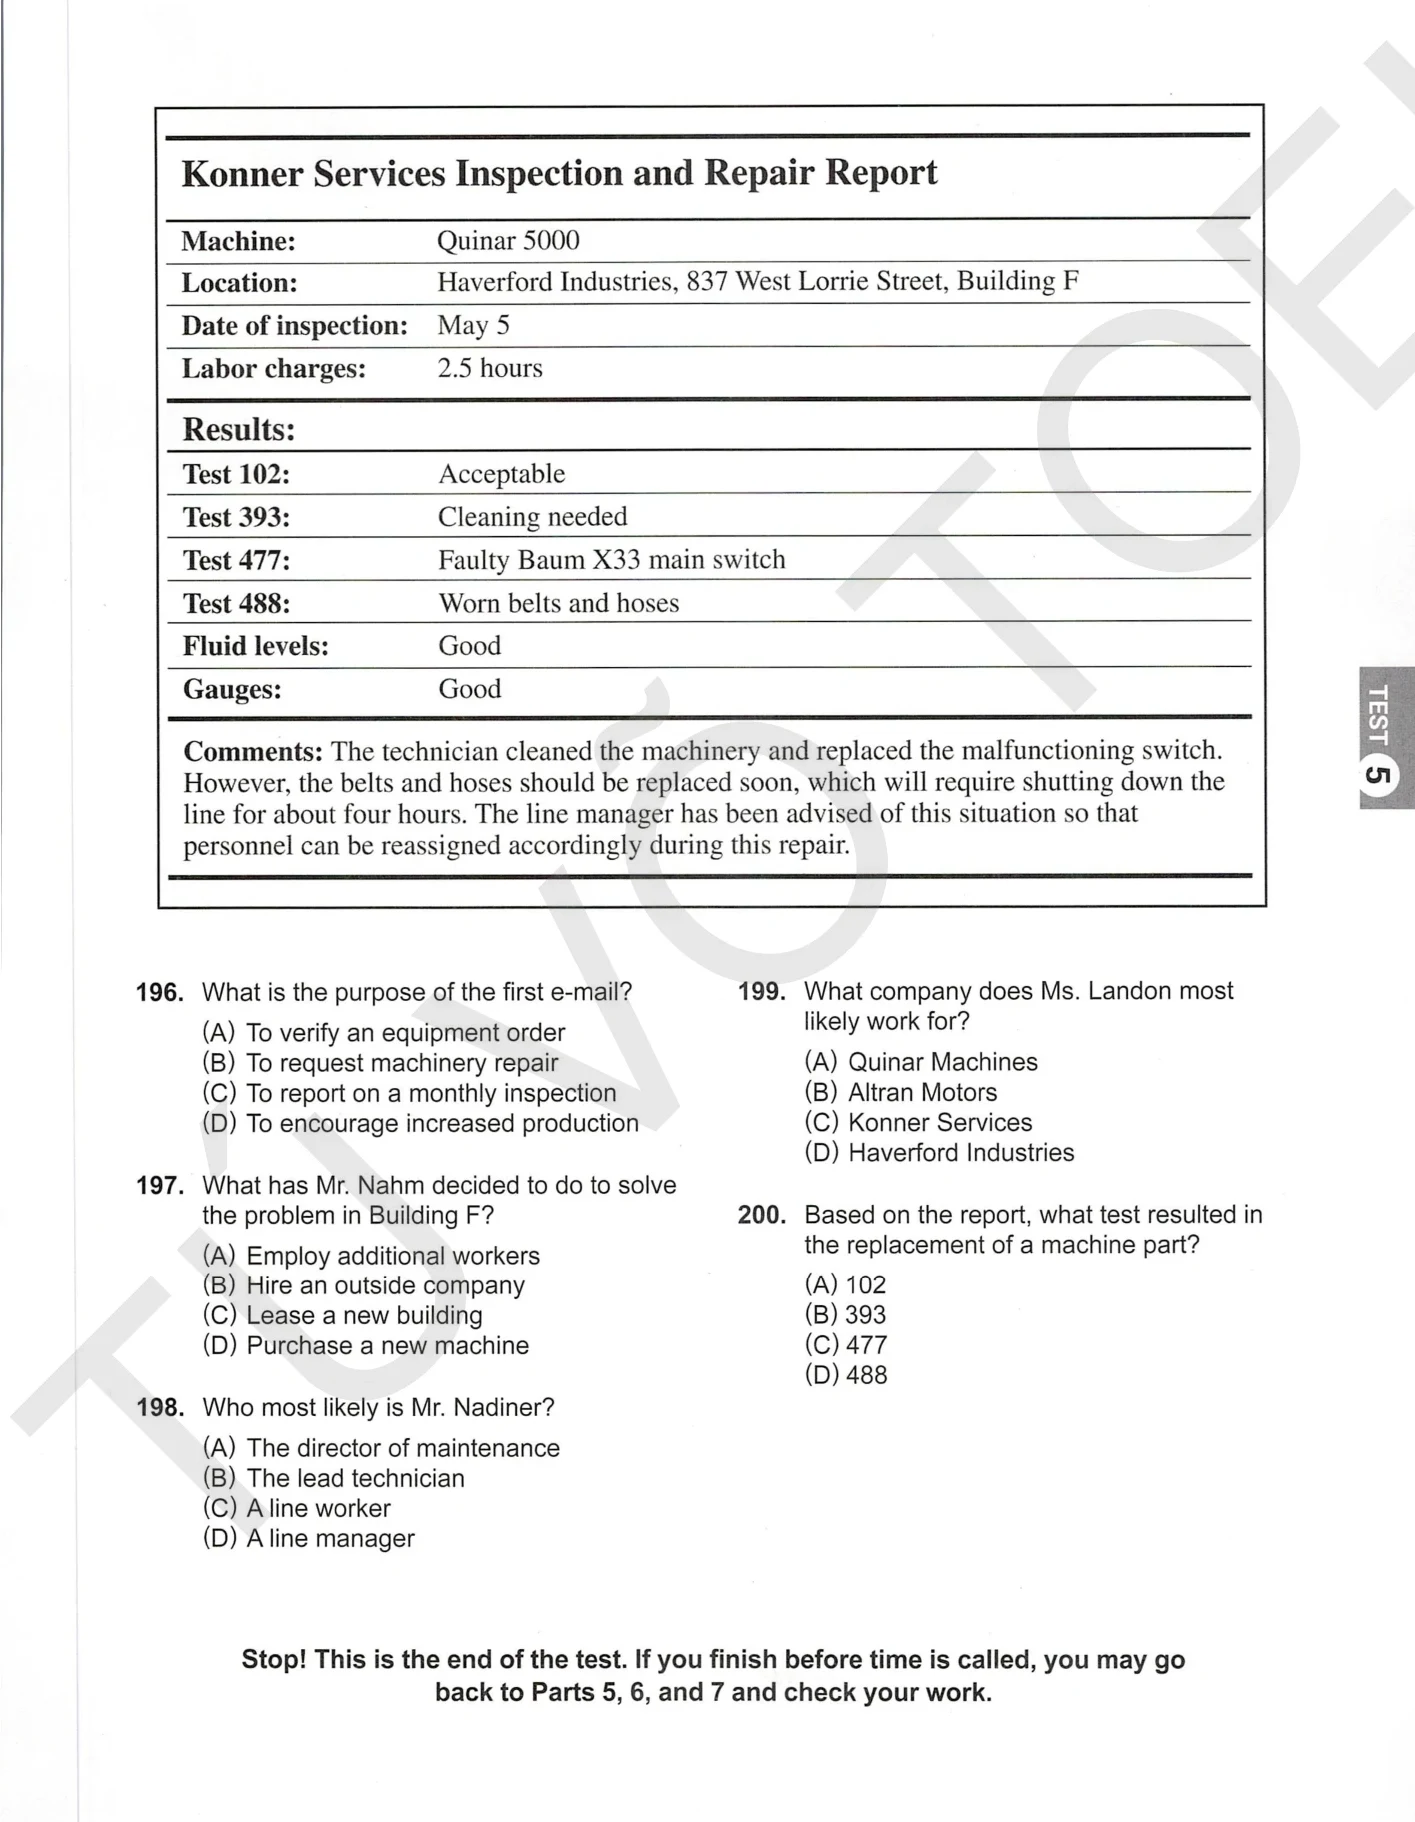 Konner Services Inspection and Repair Report
Machine: Quinar 5000
Location: Haverford Industries, 837 West Lorrie Street, Building F
Date of inspection: May 5
Labor charges: 2.5 hours
Results:
Test 102: Acceptable
Test 393: Cleaning needed
Test 477: Faulty Baum X33 main switch
Test 488: Worn belts and hoses
Fluid levels: Good
Gauges: Good
Comments: The technician cleaned the machinery and replaced the malfunctioning switch.
However, the belts and hoses should be replaced soon, which will require shutting down the
line for about four hours. The line manager has been advised of this situation so that
personnel can be reassigned accordingly during this repair.
TEST 5
196. What is the purpose of the first e-mail?
(A) To verify an equipment order
(B) To request machinery repair
(C) To report on a monthly inspection
(D) To encourage increased production
197. What has Mr. Nahm decided to do to solve
the problem in Building F?
(A) Employ additional workers
(B) Hire an outside company
(C) Lease a new building
(D) Purchase a new machine
198. Who most likely is Mr. Nadiner?
(A) The director of maintenance
(B) The lead technician
(C) A line worker
(D) A line manager
199. What company does Ms. Landon most
likely work for?
(A) Quinar Machines
(B) Altran Motors
(C) Konner Services
(D) Haverford Industries
200. Based on the report, what test resulted in
the replacement of a machine part?
(A) 102
(B) 393
(C) 477
(D) 488
Stop! This is the end of the test. If you finish before time is called, you may go
back to Parts 5, 6, and 7 and check your work.
TÚ VÕ TOE